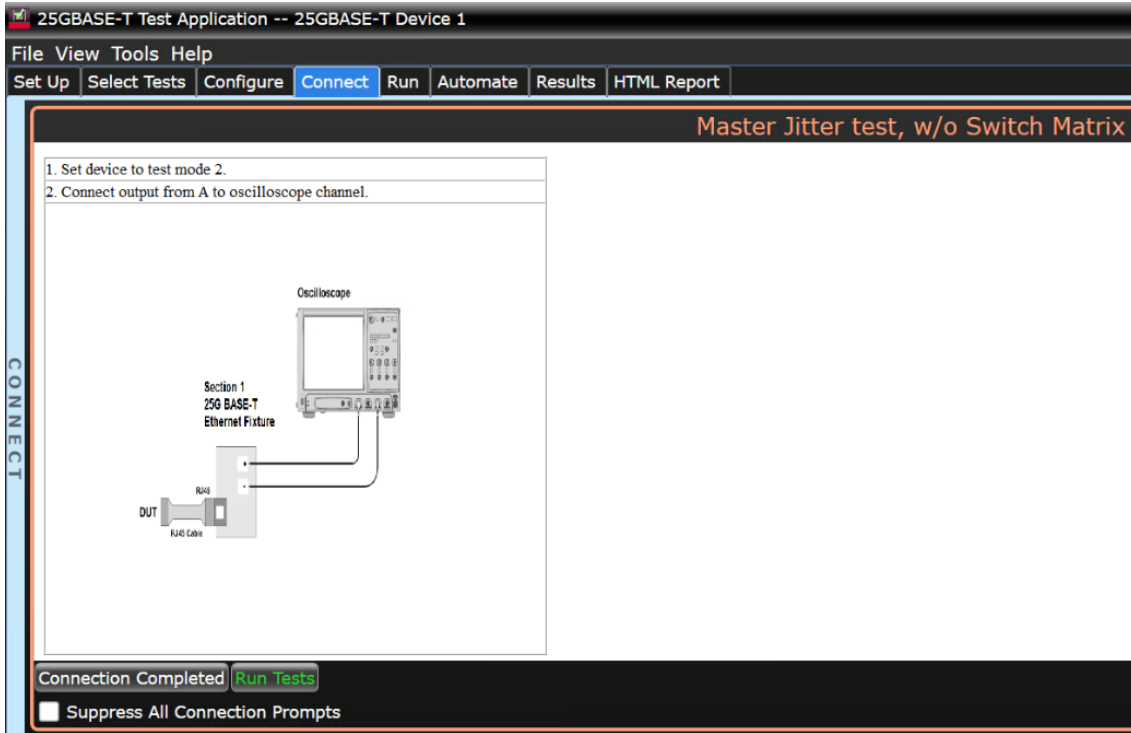 25GBASE-T Test Application -- 25GBASE-T Device 1
File View Tools Help
Set Up Select Tests Configure Connect Run Automate Results HTML Report
Master Jitter test, w/o Switch Matrix
1. Set device to test mode 2.
2. Connect output from A to oscilloscope channel.
Oscilloscope
Section 1
25G BASE-T
Ethernet Fixture
RJ45
DUT
RJ45 Cable
CONNECT
Connection Completed Run Tests
Suppress All Connection Prompts